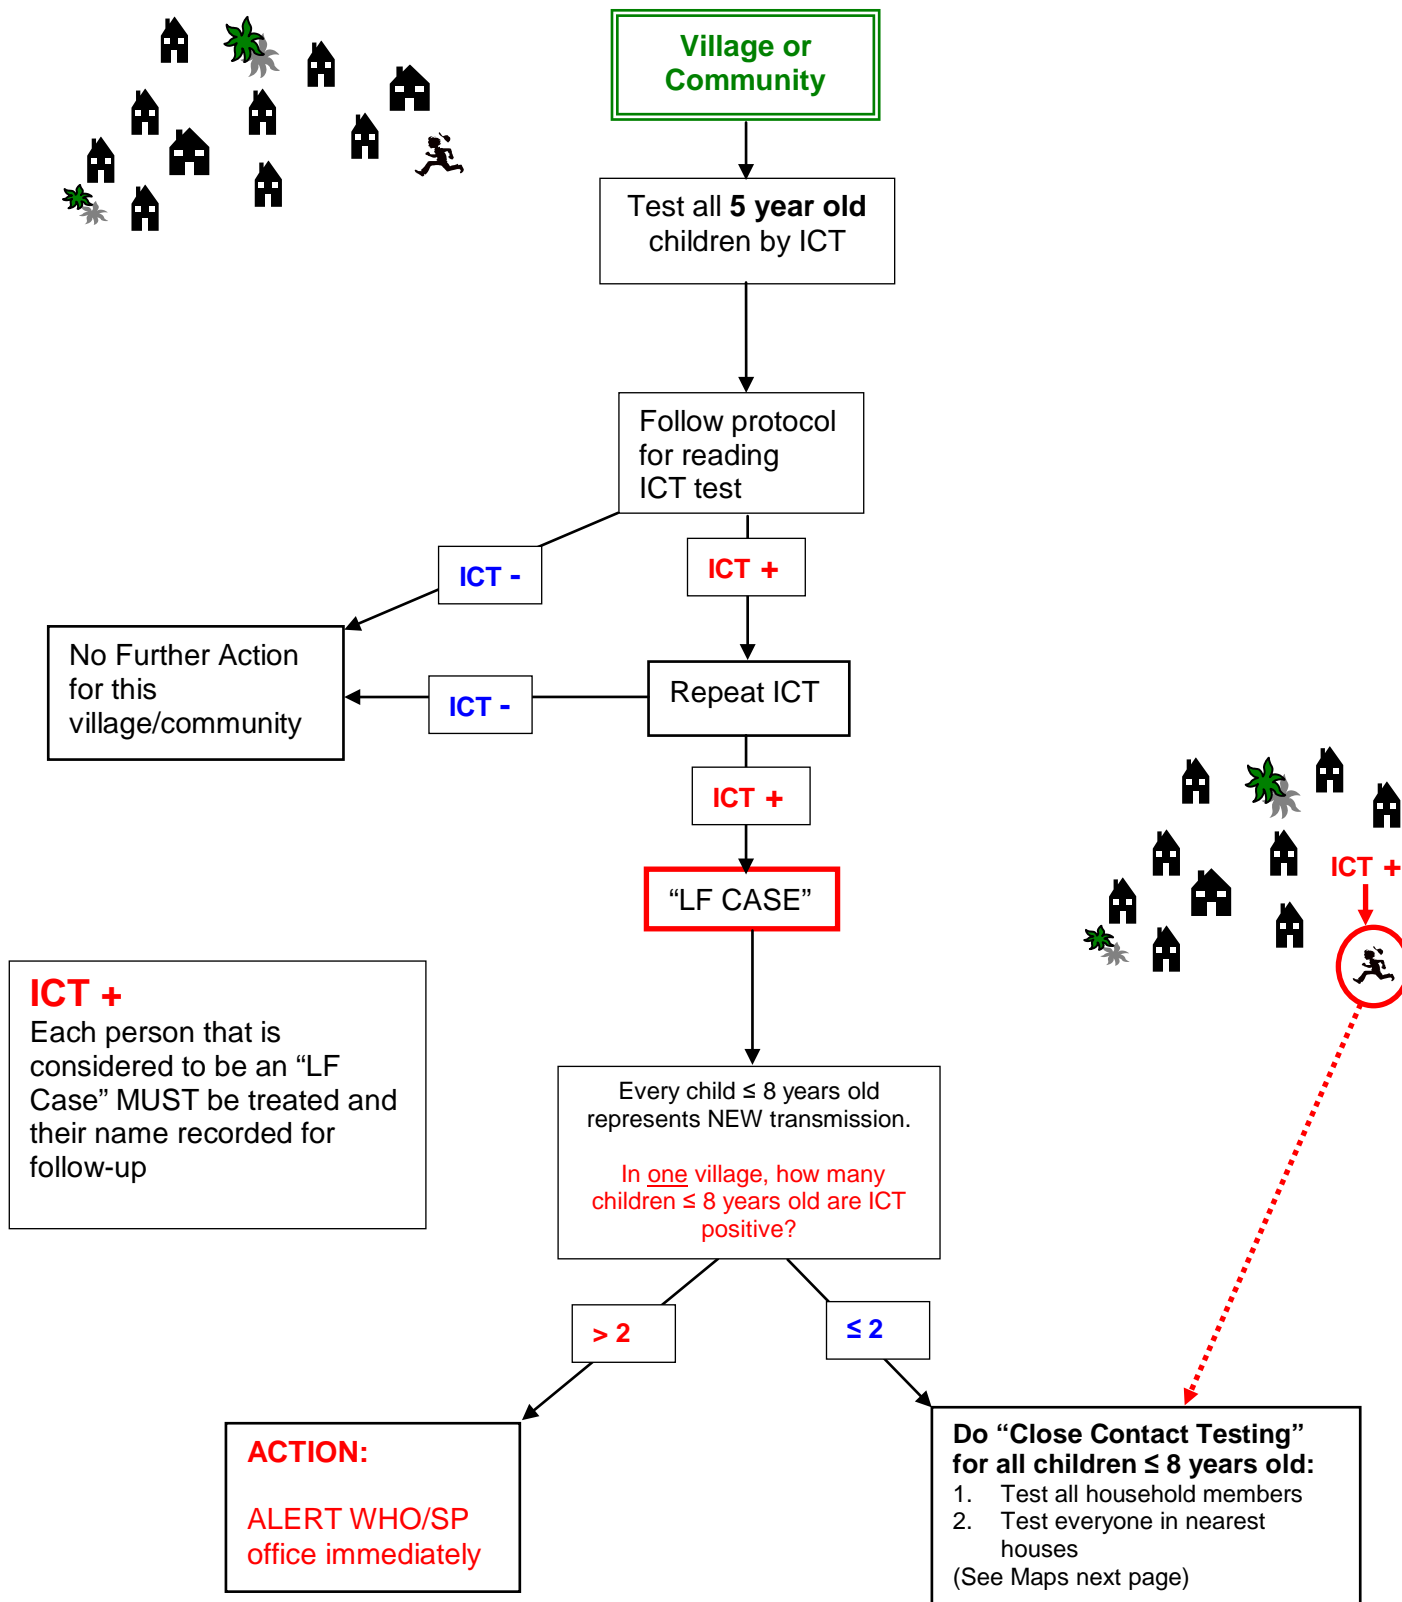 Village or
Community
Test all 5 year old
children by ICT
Follow protocol
for reading
ICT test
ICT -
ICT +
No Further Action
for this
village/community
ICT -
Repeat ICT
ICT +
“LF CASE”
ICT +
ICT +
Each person that is
considered to be an “LF
Case” MUST be treated and
their name recorded for
follow-up
Every child ≤ 8 years old
represents NEW transmission.
In one village, how many
children ≤ 8 years old are ICT
positive?
> 2
≤ 2
ACTION:
ALERT WHO/SP
office immediately
Do “Close Contact Testing”
for all children ≤ 8 years old:
1. Test all household members
2. Test everyone in nearest
houses
(See Maps next page)